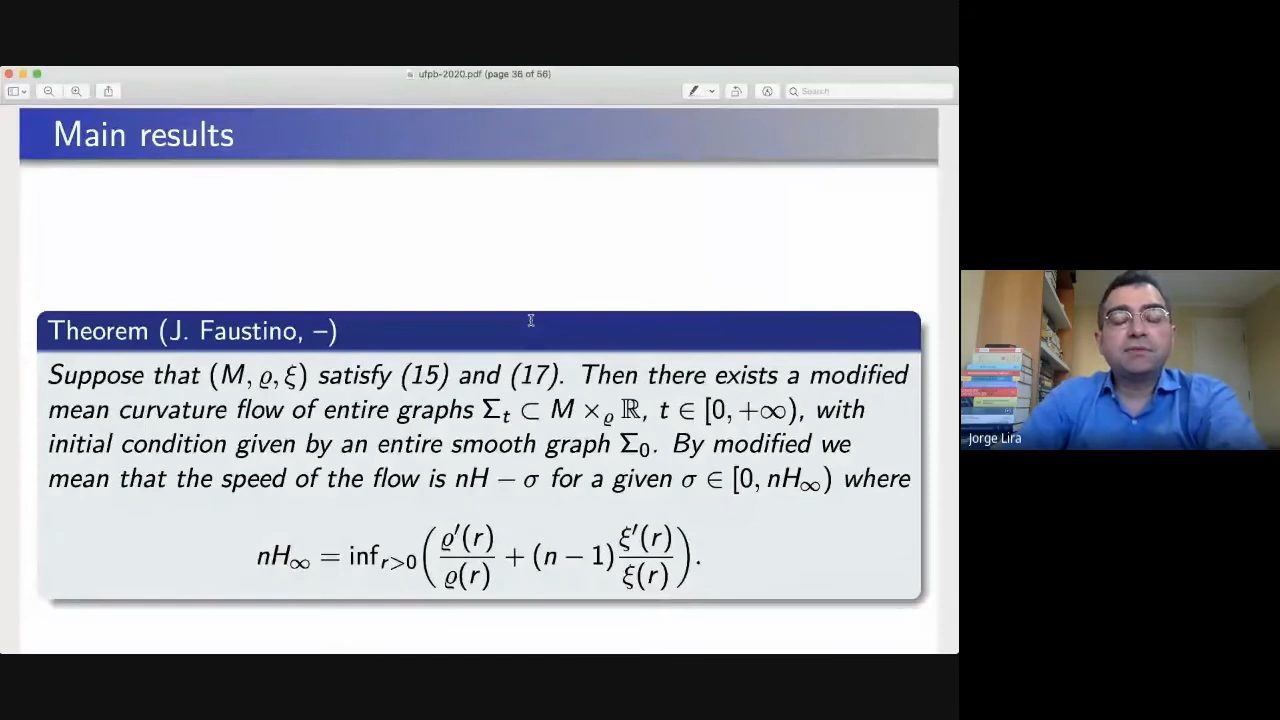 ufpb-2020.pdf (page 36 of 56)
Search
Main results
Theorem (J. Faustino, –)
Suppose that (M, ϱ, ξ) satisfy (15) and (17). Then there exists a modified
mean curvature flow of entire graphs Σₜ ⊂ M ×_ϱ ℝ, t ∈ [0, +∞), with
initial condition given by an entire smooth graph Σ₀. By modified we
mean that the speed of the flow is nH − σ for a given σ ∈ [0, nH_∞) where
nH_∞ = inf_{r>0} ( ϱ′(r)/ϱ(r) + (n − 1) ξ′(r)/ξ(r) ).
Jorge Lira